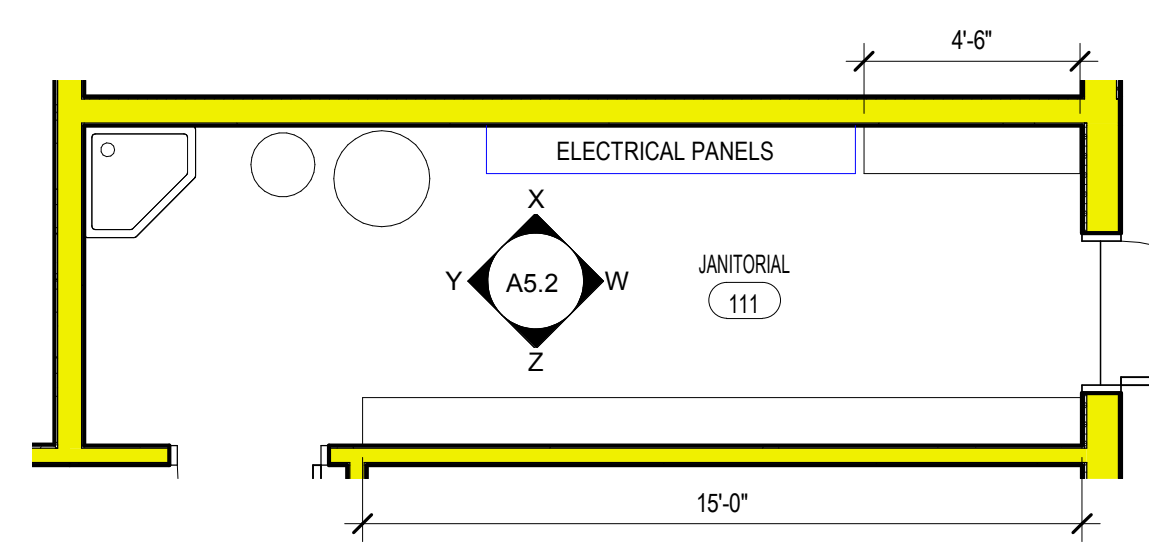 4'-6"
ELECTRICAL PANELS
X
Y
A5.2
W
JANITORIAL
111
Z
15'-0"